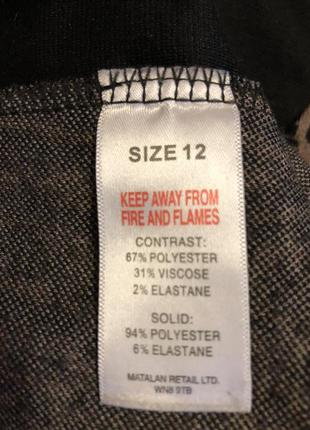 SIZE 12
KEEP AWAY FROM
FIRE AND FLAMES
CONTRAST:
67% POLYESTER
31% VISCOSE
2% ELASTANE
SOLID:
94% POLYESTER
6% ELASTANE
MATALAN RETAIL LTD.
WN8 9TB